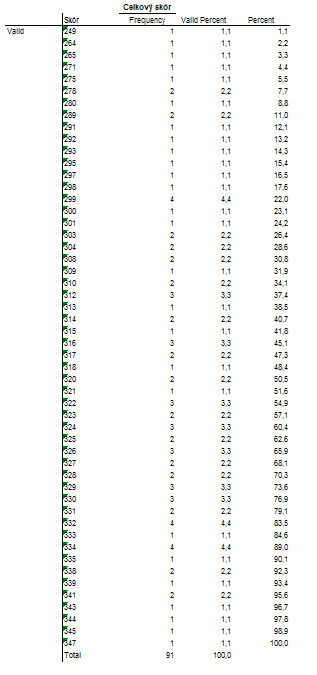 Celkový skór
Skór Frequency Valid Percent Percent
Valid 249 1 1,1 1,1
264 1 1,1 2,2
265 1 1,1 3,3
271 1 1,1 4,4
275 1 1,1 5,5
278 2 2,2 7,7
280 1 1,1 8,8
289 2 2,2 11,0
291 1 1,1 12,1
292 1 1,1 13,2
293 1 1,1 14,3
295 1 1,1 15,4
297 1 1,1 16,5
298 1 1,1 17,6
299 4 4,4 22,0
300 1 1,1 23,1
301 1 1,1 24,2
303 2 2,2 26,4
304 2 2,2 28,6
308 2 2,2 30,8
309 1 1,1 31,9
310 2 2,2 34,1
312 3 3,3 37,4
313 1 1,1 38,5
314 2 2,2 40,7
315 1 1,1 41,8
316 3 3,3 45,1
317 2 2,2 47,3
318 1 1,1 48,4
320 2 2,2 50,5
321 1 1,1 51,6
322 3 3,3 54,9
323 2 2,2 57,1
324 3 3,3 60,4
325 2 2,2 62,6
326 3 3,3 65,9
327 2 2,2 68,1
328 2 2,2 70,3
329 3 3,3 73,6
330 3 3,3 76,9
331 2 2,2 79,1
332 4 4,4 83,5
333 1 1,1 84,6
334 4 4,4 89,0
335 1 1,1 90,1
338 2 2,2 92,3
339 1 1,1 93,4
341 2 2,2 95,6
343 1 1,1 96,7
344 1 1,1 97,8
345 1 1,1 98,9
347 1 1,1 100,0
Total 91 100,0